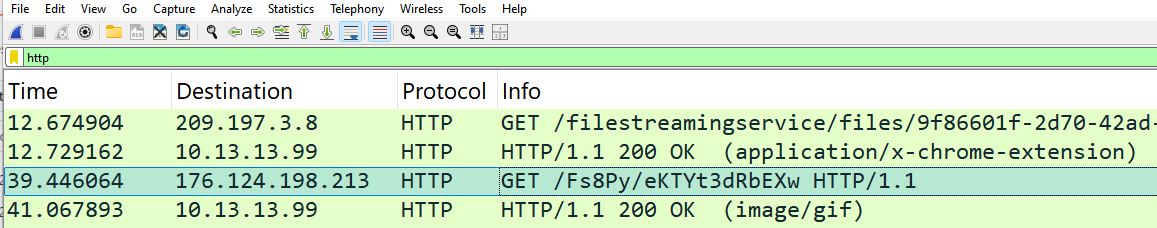 File Edit View Go Capture Analyze Statistics Telephony Wireless Tools Help
http
Time Destination Protocol Info
12.674904 209.197.3.8 HTTP GET /filestreamingservice/files/9f86601f-2d70-42ad-
12.729162 10.13.13.99 HTTP HTTP/1.1 200 OK (application/x-chrome-extension)
39.446064 176.124.198.213 HTTP GET /Fs8Py/eKTYt3dRbEXw HTTP/1.1
41.067893 10.13.13.99 HTTP HTTP/1.1 200 OK (image/gif)